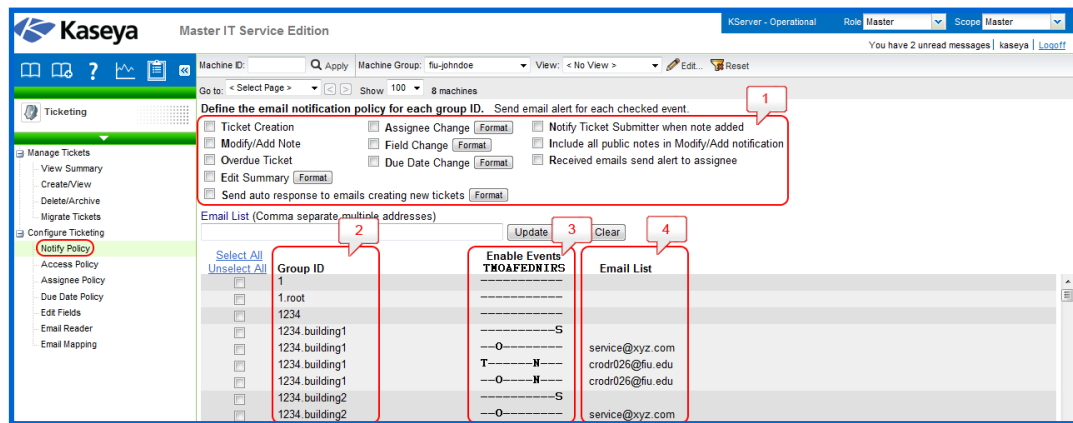 Kaseya
Master IT Service Edition
KServer - Operational Role Master Scope Master
You have 2 unread messages | kaseya | Logoff
Machine ID: Apply Machine Group: fiu-johndoe View: < No View > Edit... Reset
Go to: < Select Page > < > Show 100 8 machines
Ticketing
Manage Tickets
View Summary
Create/View
Delete/Archive
Migrate Tickets
Configure Ticketing
Notify Policy
Access Policy
Assignee Policy
Due Date Policy
Edit Fields
Email Reader
Email Mapping
Define the email notification policy for each group ID. Send email alert for each checked event.
1
Ticket Creation Assignee Change Format Notify Ticket Submitter when note added
Modify/Add Note Field Change Format Include all public notes in Modify/Add notification
Overdue Ticket Due Date Change Format Received emails send alert to assignee
Edit Summary Format
Send auto response to emails creating new tickets Format
Email List (Comma separate multiple addresses)
Update Clear
2 3 4
Select All
Unselect All Group ID Enable Events TMOAFEDNIRS Email List
1 -----------
1.root -----------
1234 -----------
1234.building1 ----------S
1234.building1 --O-------- service@xyz.com
1234.building1 T------N--- crodr026@fiu.edu
1234.building1 --O----N--- crodr026@fiu.edu
1234.building2 ----------S
1234.building2 --O-------- service@xyz.com